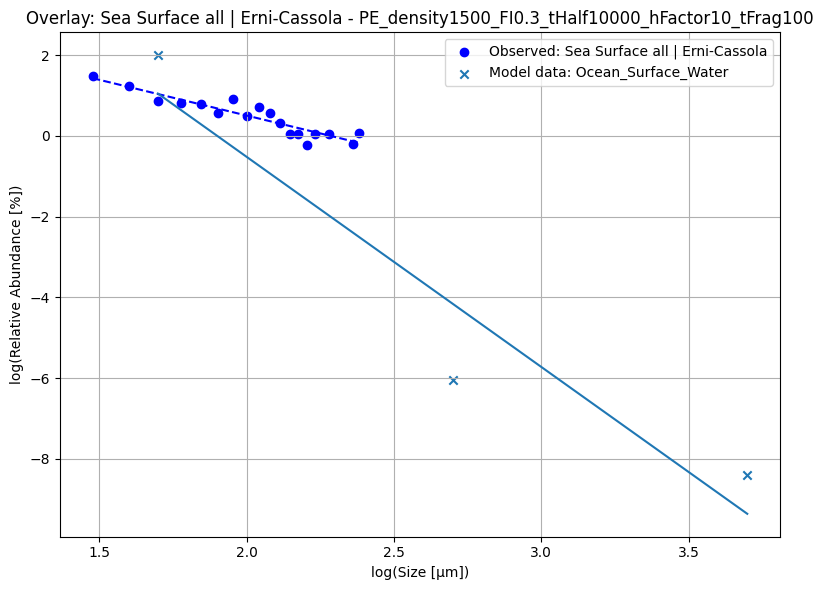 Overlay: Sea Surface all | Erni-Cassola - PE_density1500_FI0.3_tHalf10000_hFactor10_tFrag100
Observed: Sea Surface all | Erni-Cassola
Model data: Ocean_Surface_Water
log(Relative Abundance [%])
2
0
−2
−4
−6
−8
1.5
2.0
2.5
3.0
3.5
log(Size [μm])